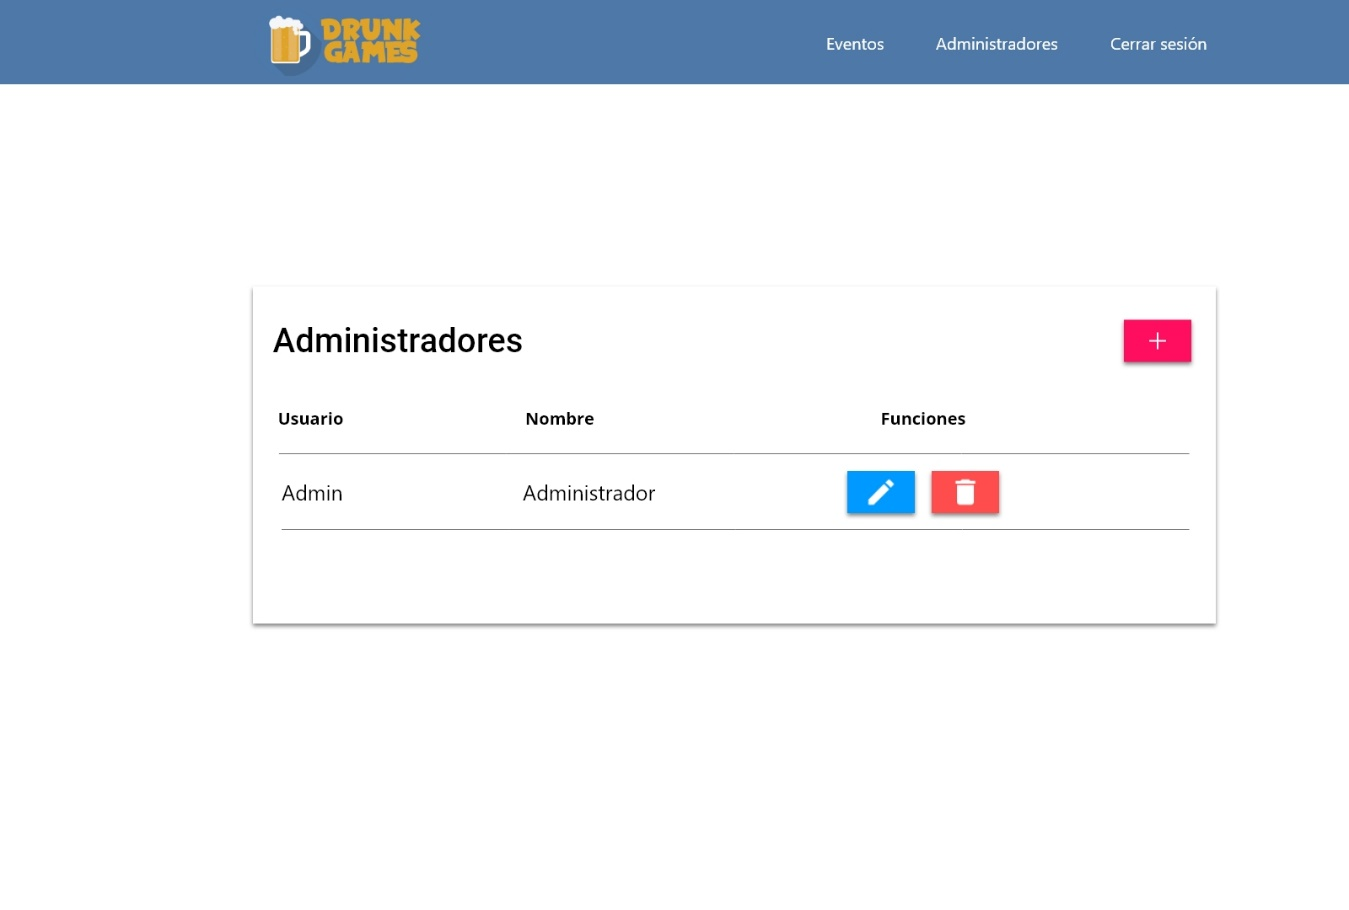 DRUNK
GAMES
Eventos Administradores Cerrar sesión
Administradores
+
Usuario Nombre Funciones
Admin Administrador